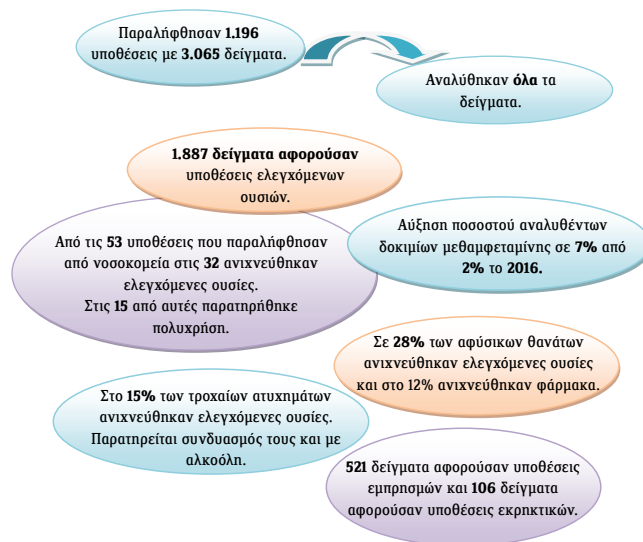 Παραλήφθησαν 1.196
υποθέσεις με 3.065 δείγματα.
Αναλύθηκαν όλα τα
δείγματα.
1.887 δείγματα αφορούσαν
υποθέσεις ελεγχόμενων
ουσιών.
Από τις 53 υποθέσεις που παραλήφθησαν
από νοσοκομεία στις 32 ανιχνεύθηκαν
ελεγχόμενες ουσίες.
Στις 15 από αυτές παρατηρήθηκε
πολυχρήση.
Αύξηση ποσοστού αναλυθέντων
δοκιμίων μεθαμφεταμίνης σε 7% από
2% το 2016.
Σε 28% των αφύσικων θανάτων
ανιχνεύθηκαν ελεγχόμενες ουσίες
και στο 12% ανιχνεύθηκαν φάρμακα.
Στο 15% των τροχαίων ατυχημάτων
ανιχνεύθηκαν ελεγχόμενες ουσίες.
Παρατηρείται συνδυασμός τους και με
αλκοόλη.
521 δείγματα αφορούσαν υποθέσεις
εμπρησμών και 106 δείγματα
αφορούσαν υποθέσεις εκρηκτικών.